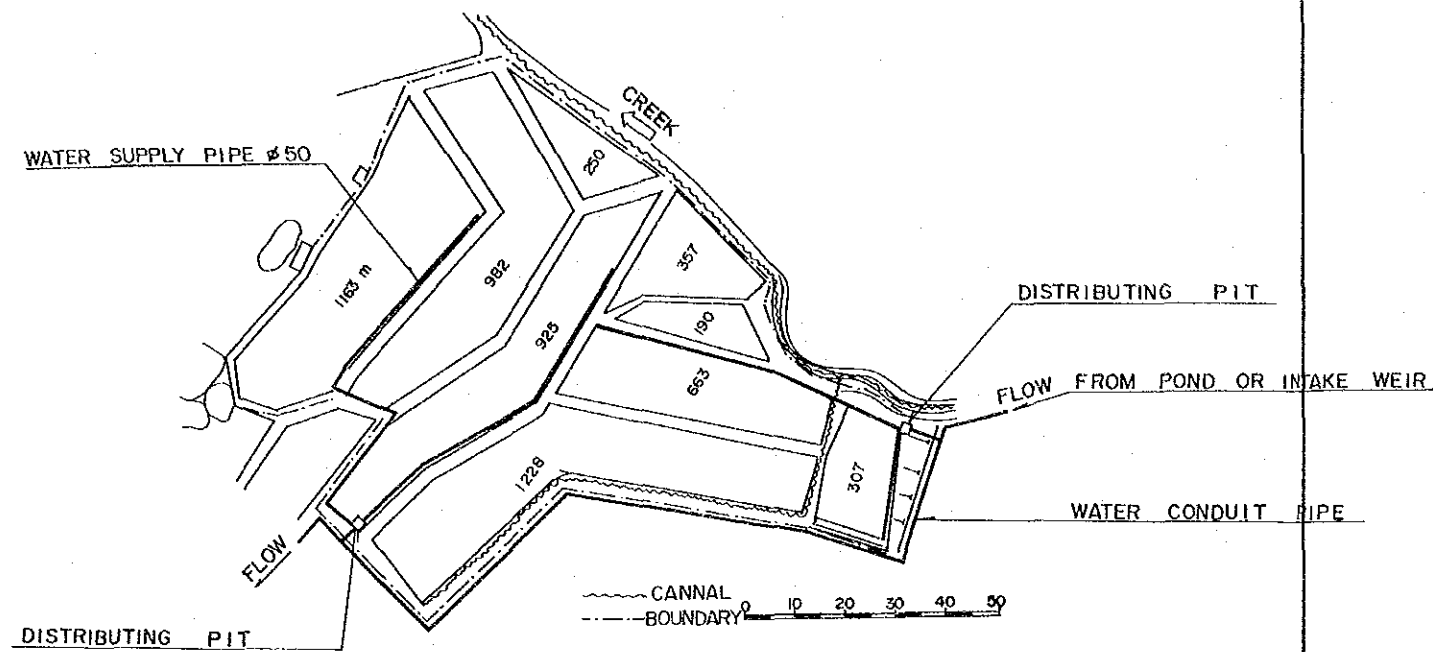 CREEK
WATER SUPPLY PIPE ø50
250
357
1163 m
982
925
190
663
DISTRIBUTING PIT
FLOW FROM POND OR INTAKE WEIR
307
1228
WATER CONDUIT PIPE
FLOW
CANNAL
BOUNDARY
0 10 20 30 40 50
DISTRIBUTING PIT